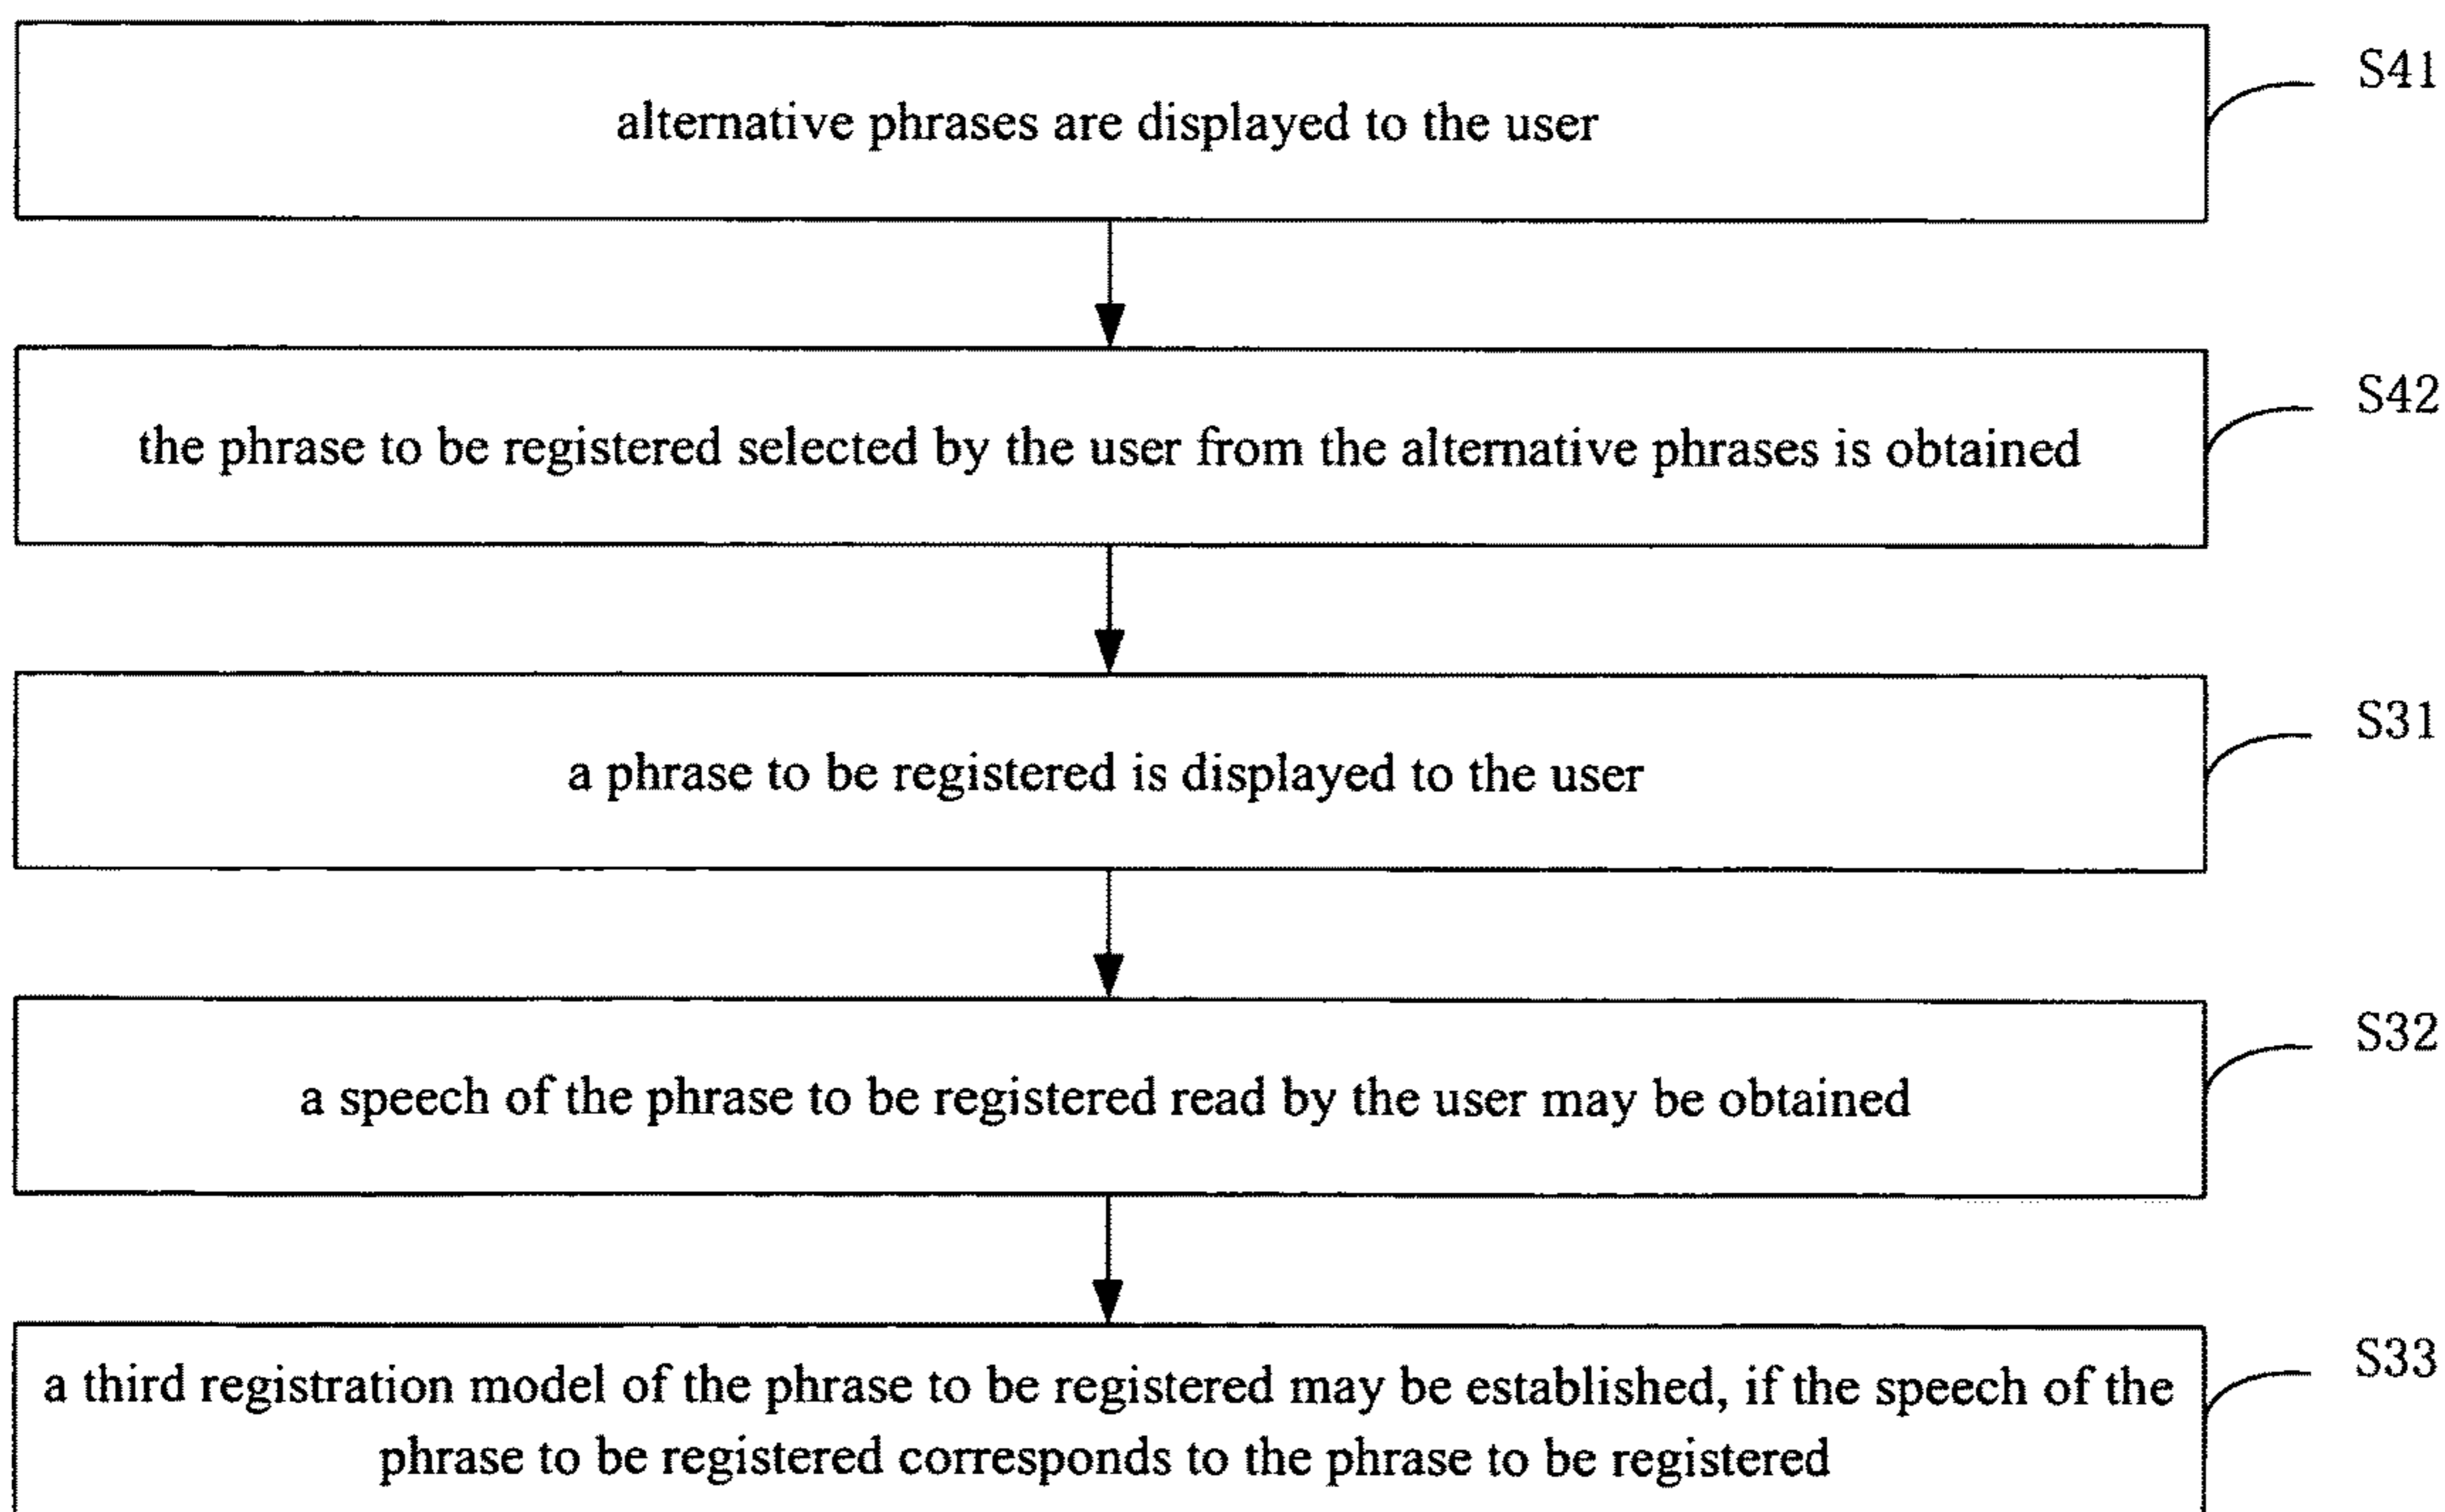 alternative phrases are displayed to the user
S41
the phrase to be registered selected by the user from the alternative phrases is obtained
S42
a phrase to be registered is displayed to the user
S31
a speech of the phrase to be registered read by the user may be obtained
S32
a third registration model of the phrase to be registered may be established, if the speech of the
phrase to be registered corresponds to the phrase to be registered
S33